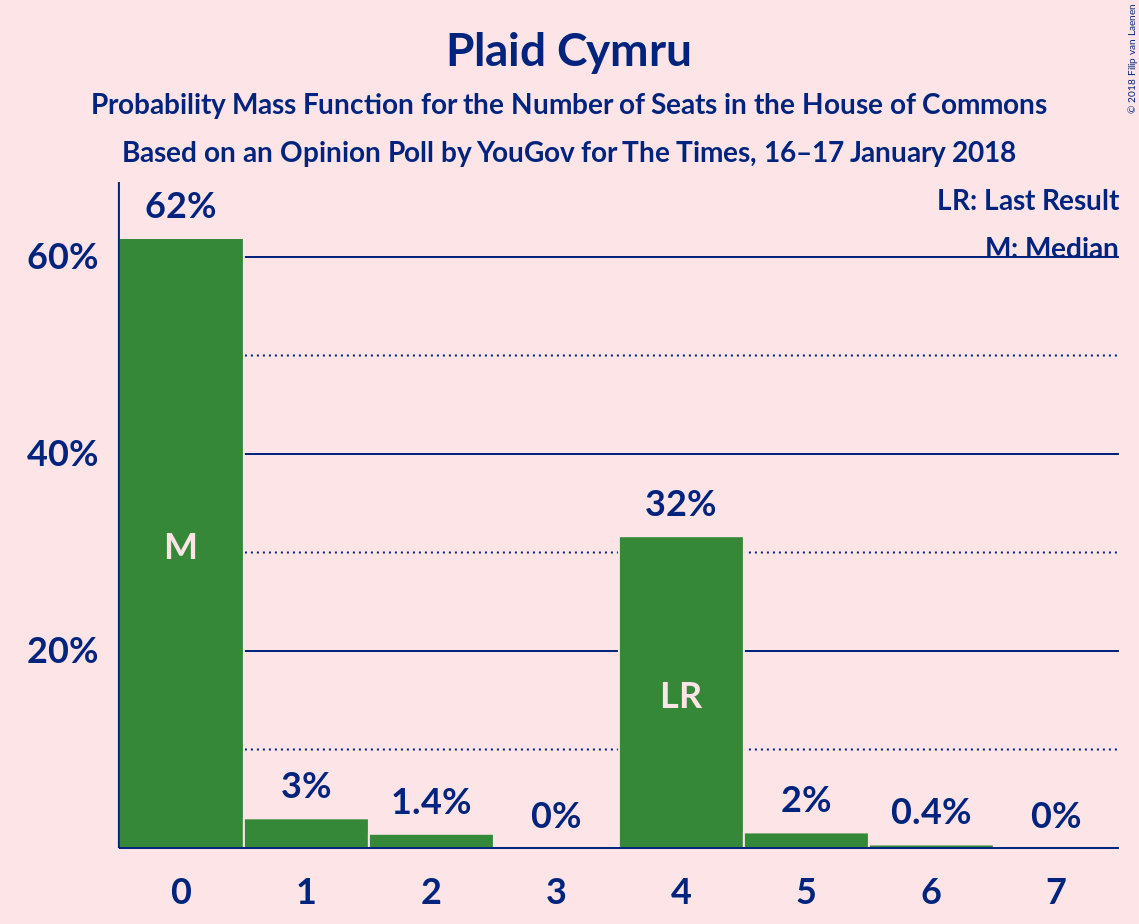 Plaid Cymru
Probability Mass Function for the Number of Seats in the House of Commons
Based on an Opinion Poll by YouGov for The Times, 16–17 January 2018
© 2018 Filip van Laenen
LR: Last Result
M: Median
60%
40%
20%
62%
3%
1.4%
0%
32%
2%
0.4%
0%
M
LR
0 1 2 3 4 5 6 7